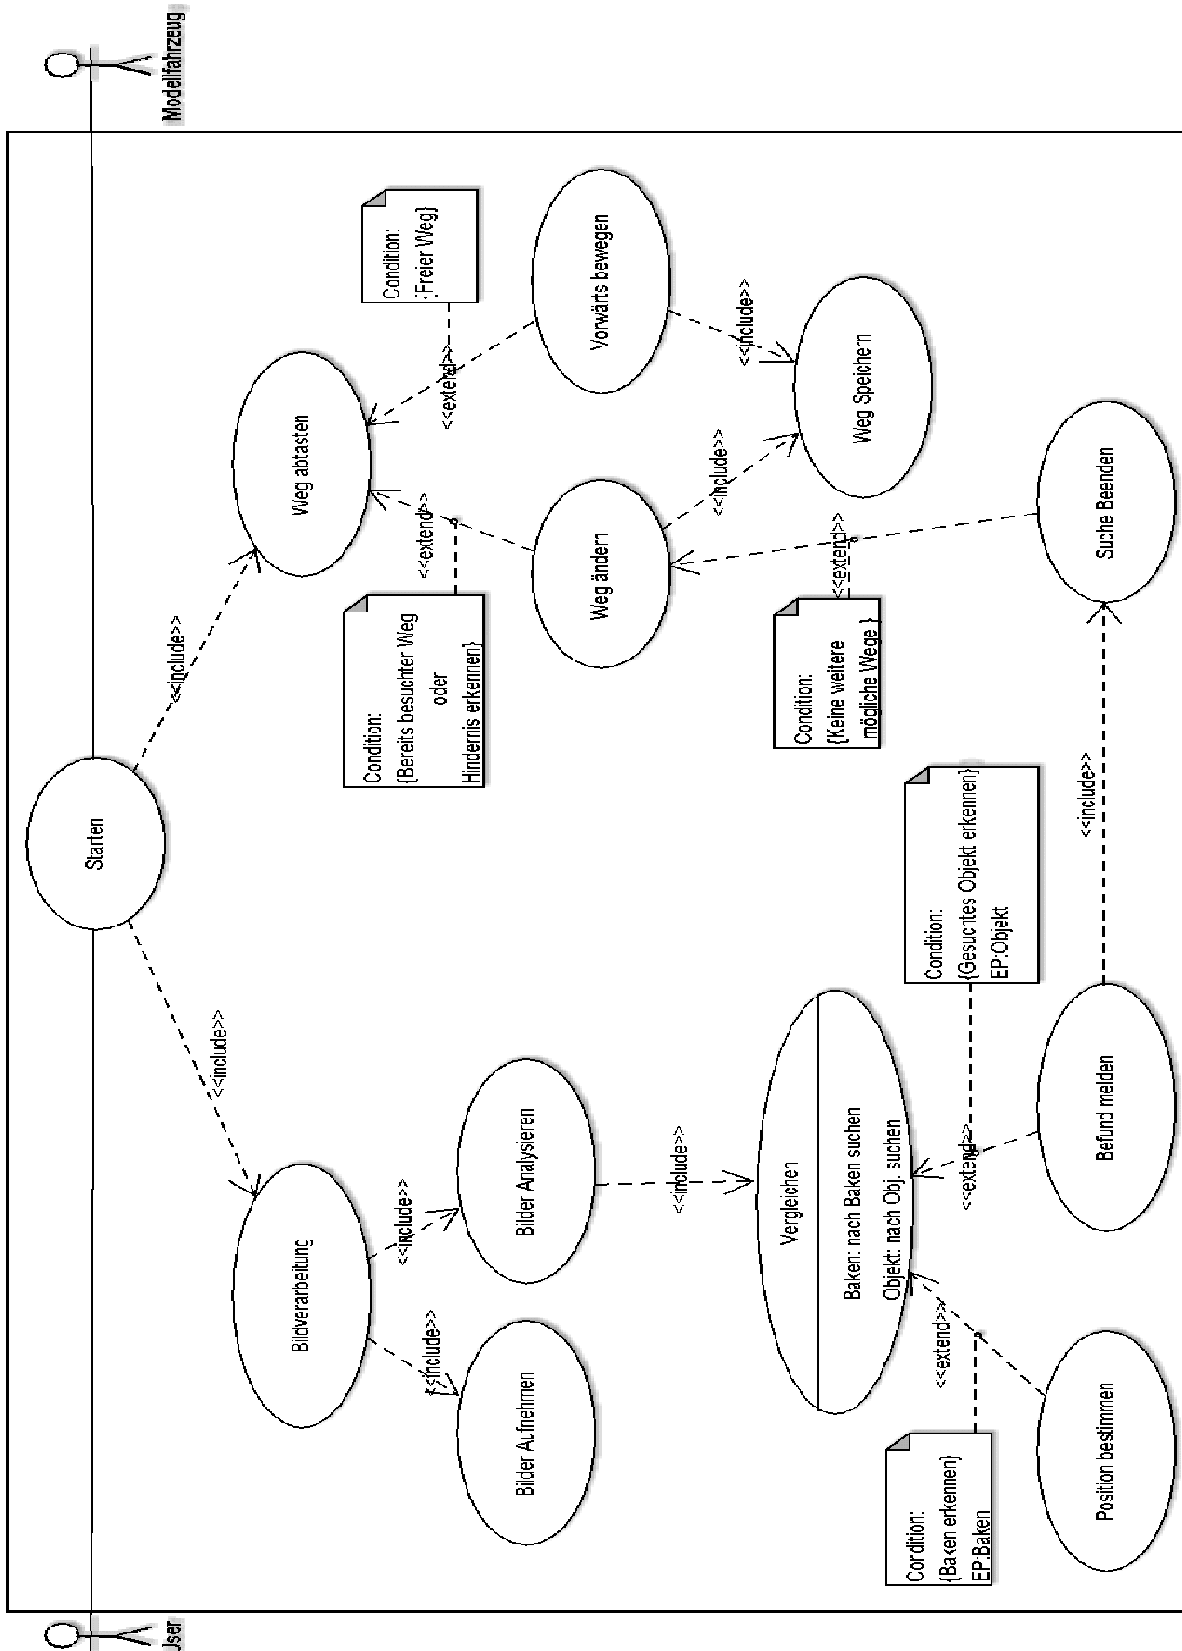 User
Modellfahrzeug
Starten
<<include>>
<<include>>
Bildverarbeitung
Weg abtasten
<<include>>
<<include>>
<<extend>>
<<extend>>
Condition:
{Bereits besuchter Weg
oder
Hindernis erkennen}
Condition:
{Freier Weg}
Bilder Aufnehmen
Bilder Analysieren
Weg ändern
Vorwärts bewegen
<<include>>
<<include>>
<<include>>
Vergleichen
Baken: nach Baken suchen
Objekt: nach Obj. suchen
Condition:
{Keine weitere
mögliche Wege }
<<extend>>
Weg Speichern
Condition:
{Baken erkennen}
EP:Baken
<<extend>>
<<extend>>
Condition:
{Gesuchtes Objekt erkennen}
EP:Objekt
Position bestimmen
Befund melden
<<include>>
Suche Beenden